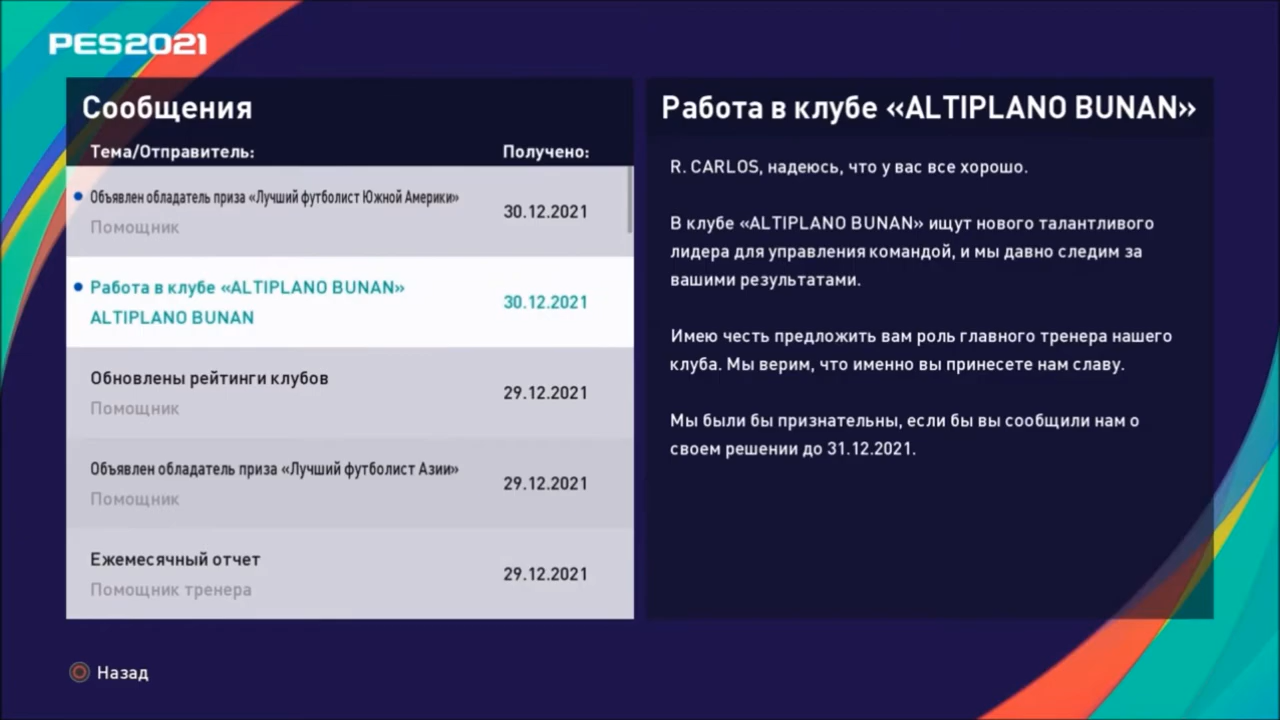 PES2021
Сообщения
Тема/Отправитель: Получено:
Объявлен обладатель приза «Лучший футболист Южной Америки»
Помощник
30.12.2021
Работа в клубе «ALTIPLANO BUNAN»
ALTIPLANO BUNAN
30.12.2021
Обновлены рейтинги клубов
Помощник
29.12.2021
Объявлен обладатель приза «Лучший футболист Азии»
Помощник
29.12.2021
Ежемесячный отчет
Помощник тренера
29.12.2021
Работа в клубе «ALTIPLANO BUNAN»
R. CARLOS, надеюсь, что у вас все хорошо.
В клубе «ALTIPLANO BUNAN» ищут нового талантливого
лидера для управления командой, и мы давно следим за
вашими результатами.
Имею честь предложить вам роль главного тренера нашего
клуба. Мы верим, что именно вы принесете нам славу.
Мы были бы признательны, если бы вы сообщили нам о
своем решении до 31.12.2021.
Назад